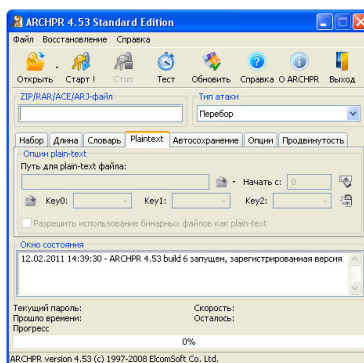 ARCHPR 4.53 Standard Edition
Файл Восстановление Справка
Открыть Старт ! Стоп Тест Обновить Справка О ARCHPR Выход
ZIP/RAR/ACE/ARJ-файл Тип атаки
Перебор
Набор Длина Словарь Plaintext Автосохранение Опции Продвинутость
Опции plain-text
Путь для plain-text файла:
Начать с: 0
Key0: Key1: Key2:
Разрешить использование бинарных файлов как plain-text
Окно состояния
12.02.2011 14:39:30 - ARCHPR 4.53 build 6 запущен, зарегистрированная версия
Текущий пароль: Скорость:
Прошло времени: Осталось:
Прогресс
0%
ARCHPR version 4.53 (c) 1997-2008 ElcomSoft Co. Ltd.